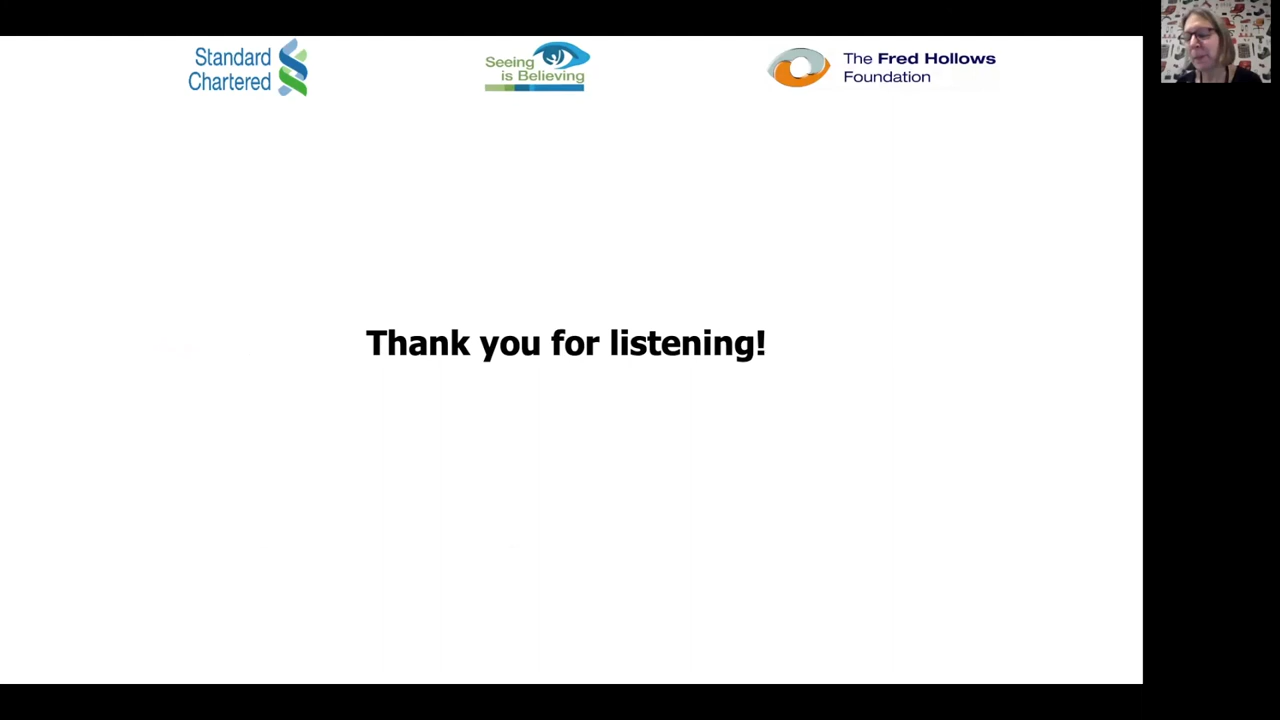 Standard
Chartered
Seeing
is Believing
The Fred Hollows
Foundation
Thank you for listening!